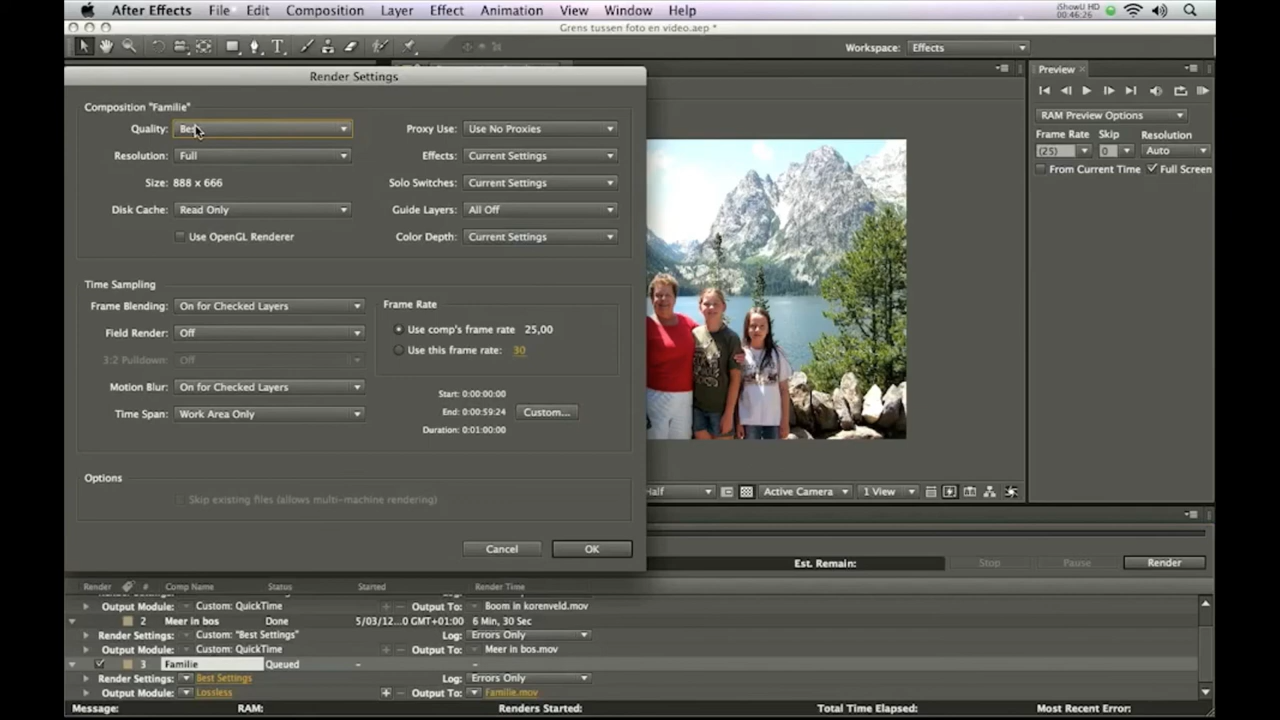 After Effects File Edit Composition Layer Effect Animation View Window Help iShowU HD 00:46:26
Grens tussen foto en video.aep *
Workspace: Effects
Render Settings
Preview
Composition "Familie"
RAM Preview Options
Quality: Best Proxy Use: Use No Proxies
Frame Rate Skip Resolution
(25) 0 Auto
Resolution: Full Effects: Current Settings
From Current Time Full Screen
Size: 888 x 666 Solo Switches: Current Settings
Disk Cache: Read Only Guide Layers: All Off
Use OpenGL Renderer Color Depth: Current Settings
Time Sampling
Frame Blending: On for Checked Layers Frame Rate
Field Render: Off Use comp's frame rate 25,00
3:2 Pulldown: Off Use this frame rate: 30
Motion Blur: On for Checked Layers Start: 0:00:00:00
Time Span: Work Area Only End: 0:00:59:24 Custom...
Duration: 0:01:00:00
Options
Half Active Camera 1 View
Skip existing files (allows multi-machine rendering)
Cancel OK
Est. Remain: Stop Pause Render
Render # Comp Name Status Started Render Time
Output Module: Custom: QuickTime Output To: Boom in korenveld.mov
2 Meer in bos Done 5/03/12...0 GMT+01:00 6 Min, 30 Sec
Render Settings: Custom: "Best Settings" Log: Errors Only
Output Module: Custom: QuickTime Output To: Meer in bos.mov
3 Familie Queued - -
Render Settings: Best Settings Log: Errors Only
Output Module: Lossless Output To: Familie.mov
Message: RAM: Renders Started: Total Time Elapsed: Most Recent Error: